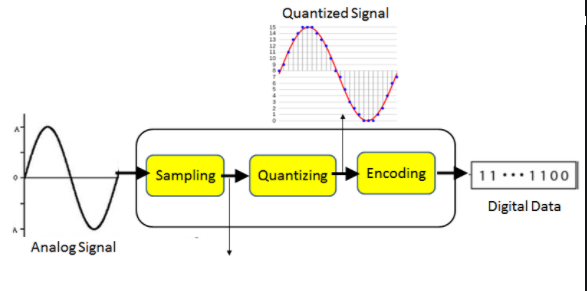 Quantized Signal
15
14
13
12
11
10
9
8
7
6
5
4
3
2
1
0
A
0
A
Sampling
Quantizing
Encoding
11•••1100
Digital Data
Analog Signal